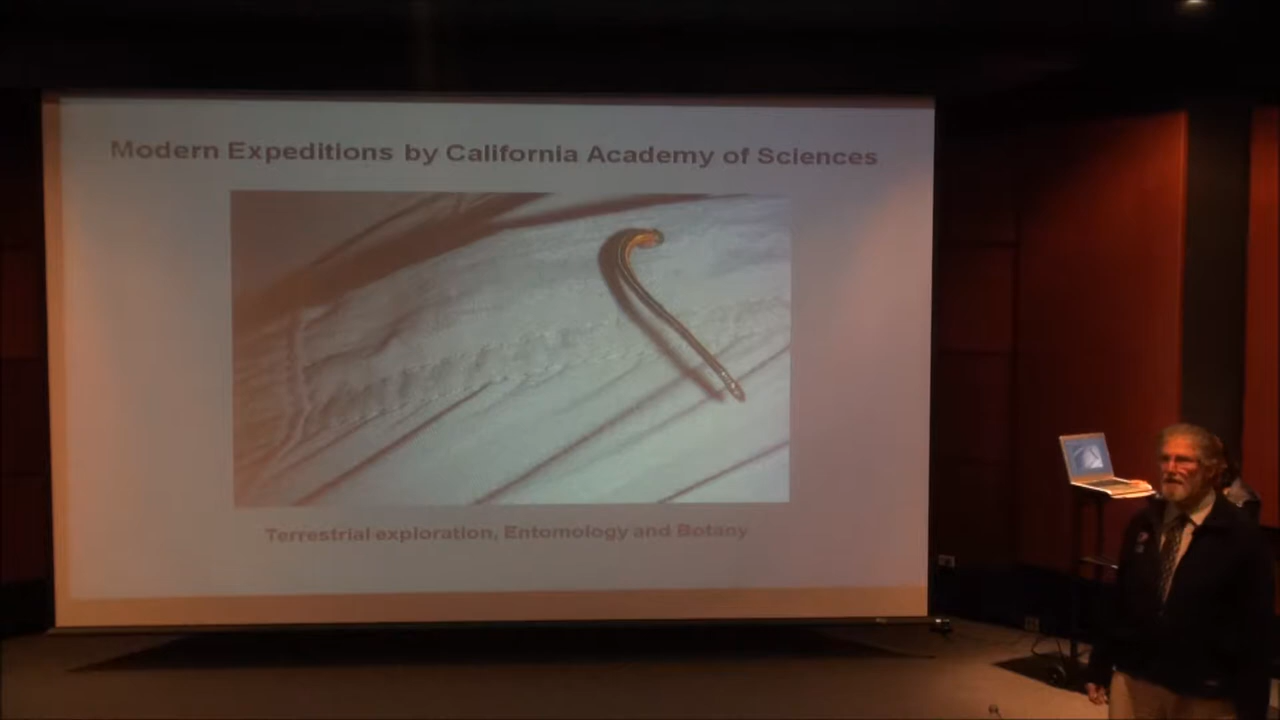 Modern Expeditions by California Academy of Sciences
Terrestrial exploration, Entomology and Botany